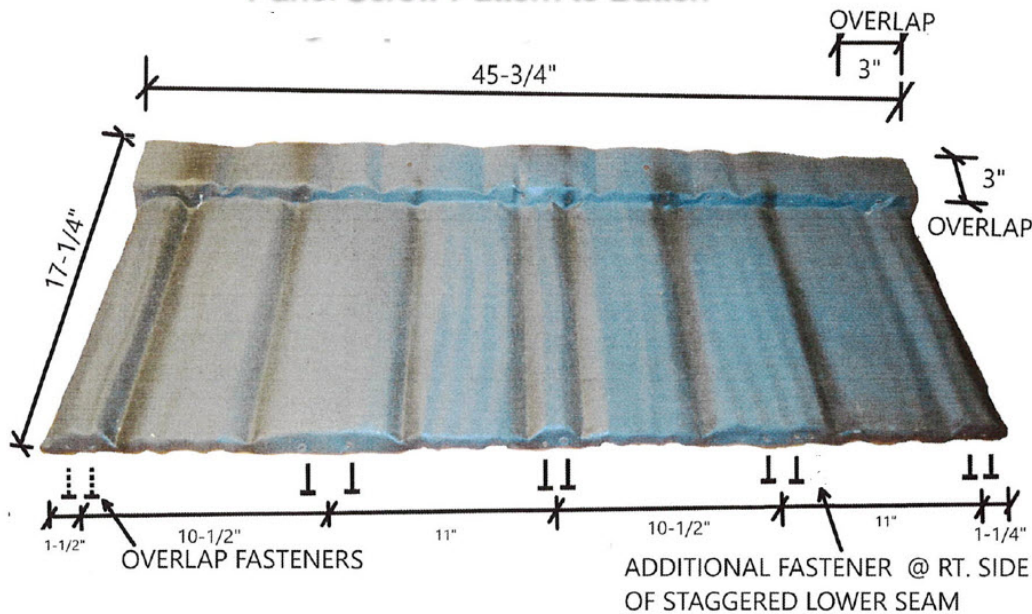 OVERLAP
3"
45-3/4"
17-1/4"
3"
OVERLAP
1-1/2"
10-1/2"
11"
10-1/2"
11"
1-1/4"
OVERLAP FASTENERS
ADDITIONAL FASTENER @ RT. SIDE
OF STAGGERED LOWER SEAM